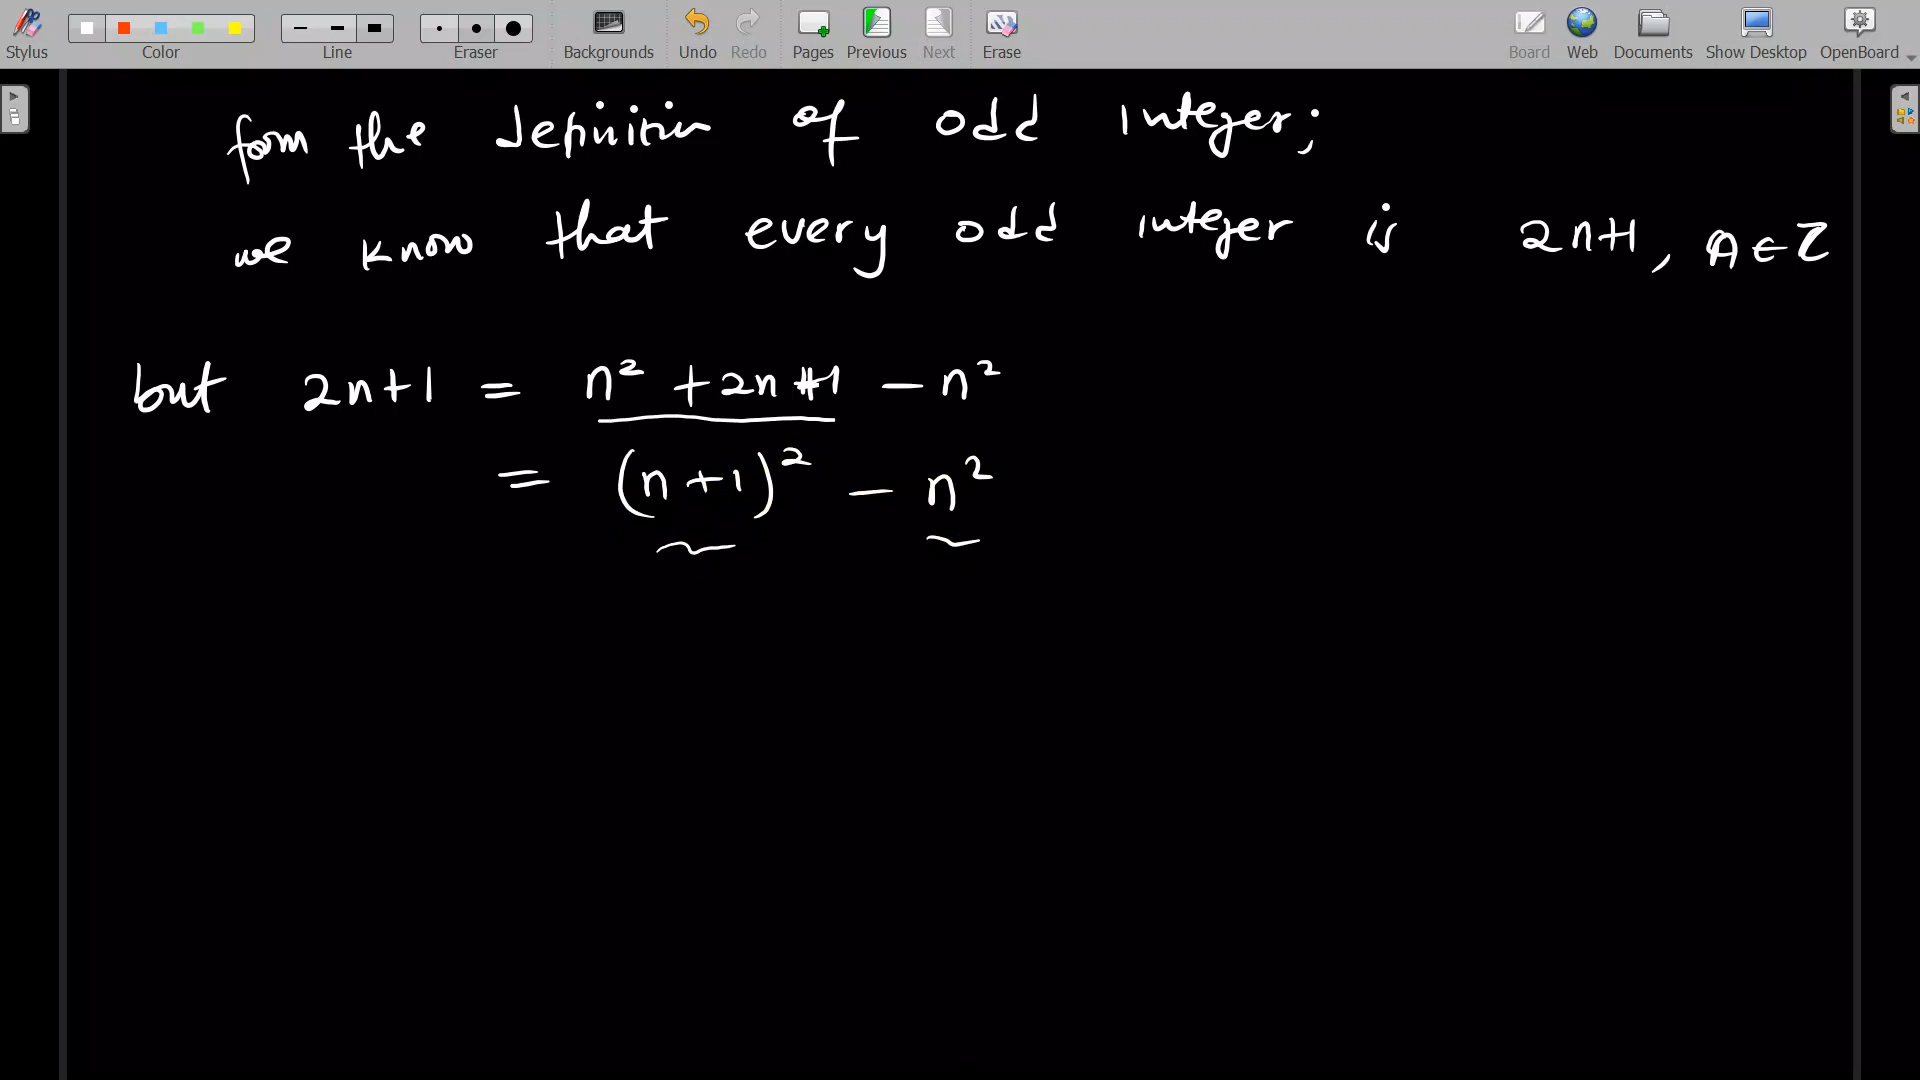 Stylus Color Line Eraser Backgrounds Undo Redo Pages Previous Next Erase Board Web Documents Show Desktop OpenBoard
form the definition of odd integer;
we know that every odd integer is 2n+1, n ∈ Z
but 2n+1 = n² + 2n + 1 - n²
= (n+1)² - n²